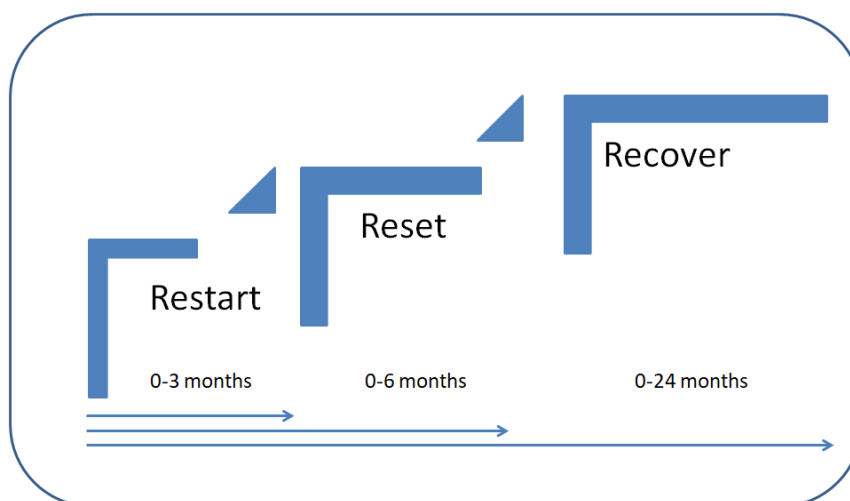 Recover
Reset
Restart
0-3 months
0-6 months
0-24 months